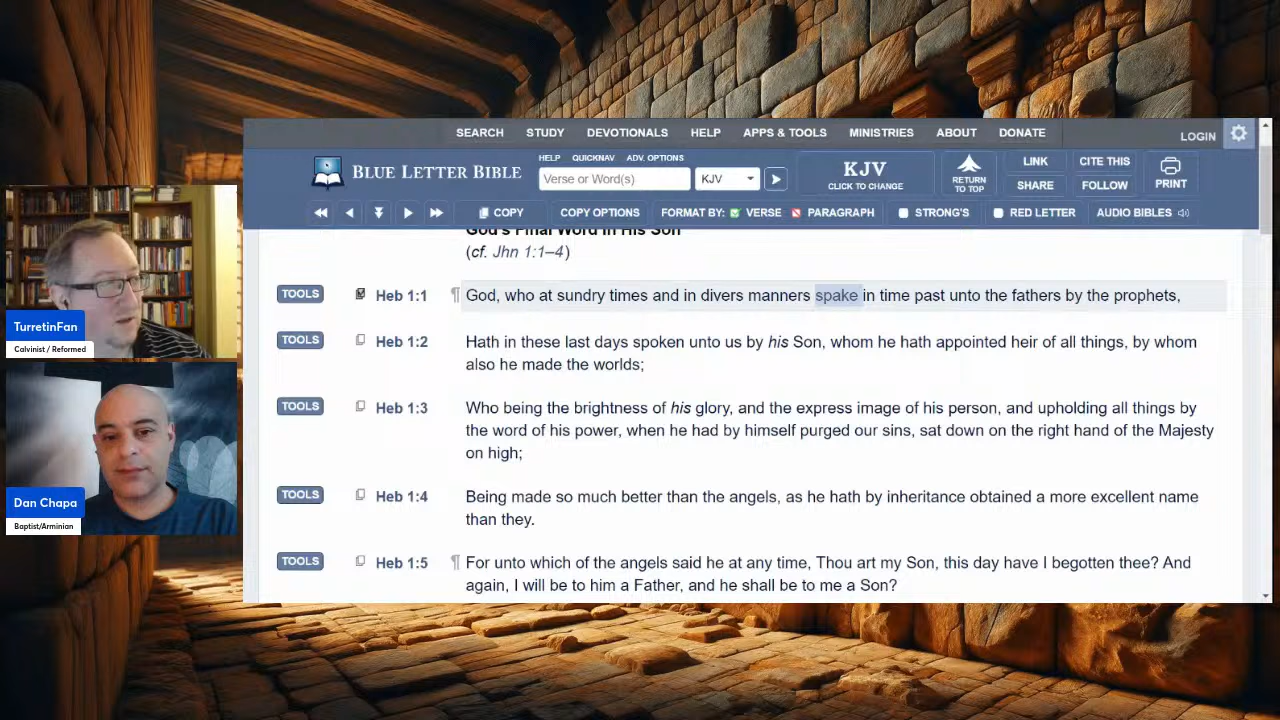 SEARCH STUDY DEVOTIONALS HELP APPS & TOOLS MINISTRIES ABOUT DONATE
LOGIN
BLUE LETTER BIBLE
HELP QUICKNAV ADV. OPTIONS
Verse or Word(s)
KJV
KJV
CLICK TO CHANGE
RETURN
TO TOP
LINK
SHARE
CITE THIS
FOLLOW
PRINT
COPY COPY OPTIONS FORMAT BY: VERSE PARAGRAPH STRONG'S RED LETTER AUDIO BIBLES
God's Final Word in His Son
(cf. Jhn 1:1–4)
TOOLS Heb 1:1 ¶ God, who at sundry times and in divers manners spake in time past unto the fathers by the prophets,
TOOLS Heb 1:2 Hath in these last days spoken unto us by his Son, whom he hath appointed heir of all things, by whom
also he made the worlds;
TOOLS Heb 1:3 Who being the brightness of his glory, and the express image of his person, and upholding all things by
the word of his power, when he had by himself purged our sins, sat down on the right hand of the Majesty
on high;
TOOLS Heb 1:4 Being made so much better than the angels, as he hath by inheritance obtained a more excellent name
than they.
TOOLS Heb 1:5 ¶ For unto which of the angels said he at any time, Thou art my Son, this day have I begotten thee? And
again, I will be to him a Father, and he shall be to me a Son?
TurretinFan
Calvinist / Reformed
Dan Chapa
Baptist/Arminian